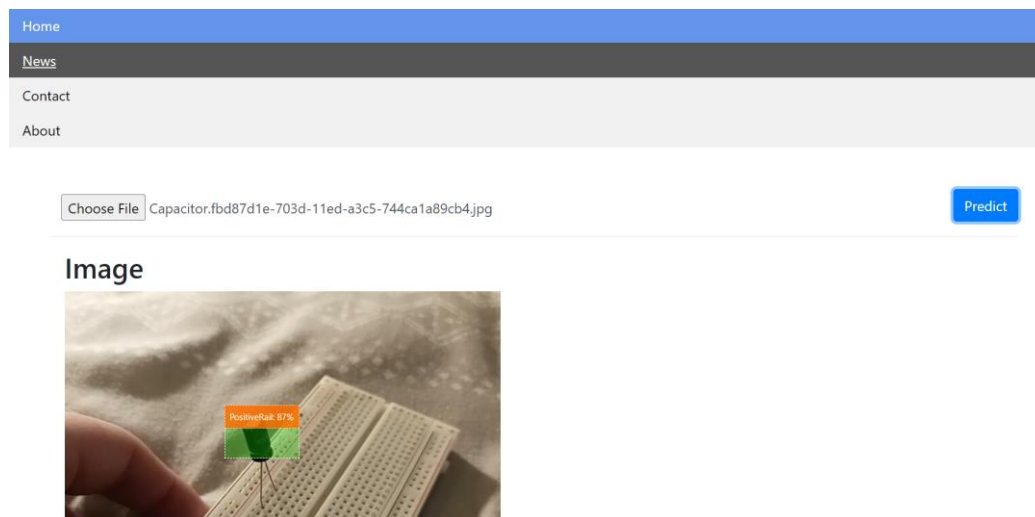 Home
News
Contact
About
Choose File Capacitor.fbd87d1e-703d-11ed-a3c5-744ca1a89cb4.jpg Predict
Image
PositiveRail: 87%